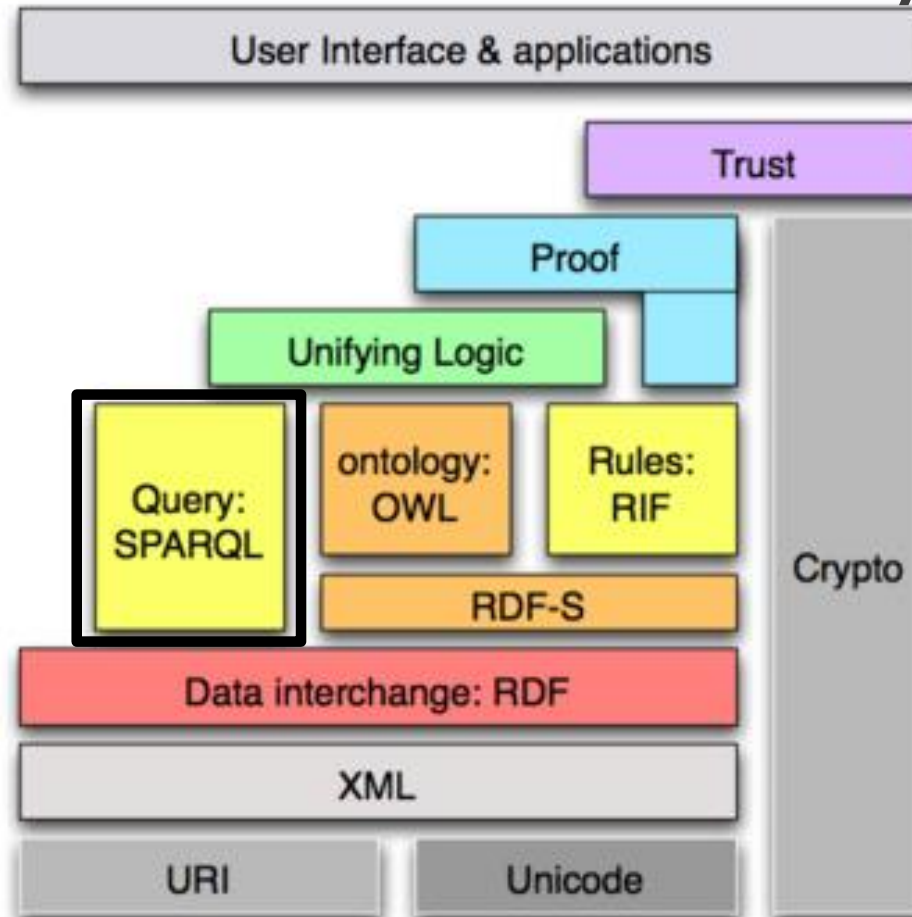 User Interface & applications
Trust
Proof
Unifying Logic
Query:
SPARQL
ontology:
OWL
Rules:
RIF
Crypto
RDF-S
Data interchange: RDF
XML
URI
Unicode